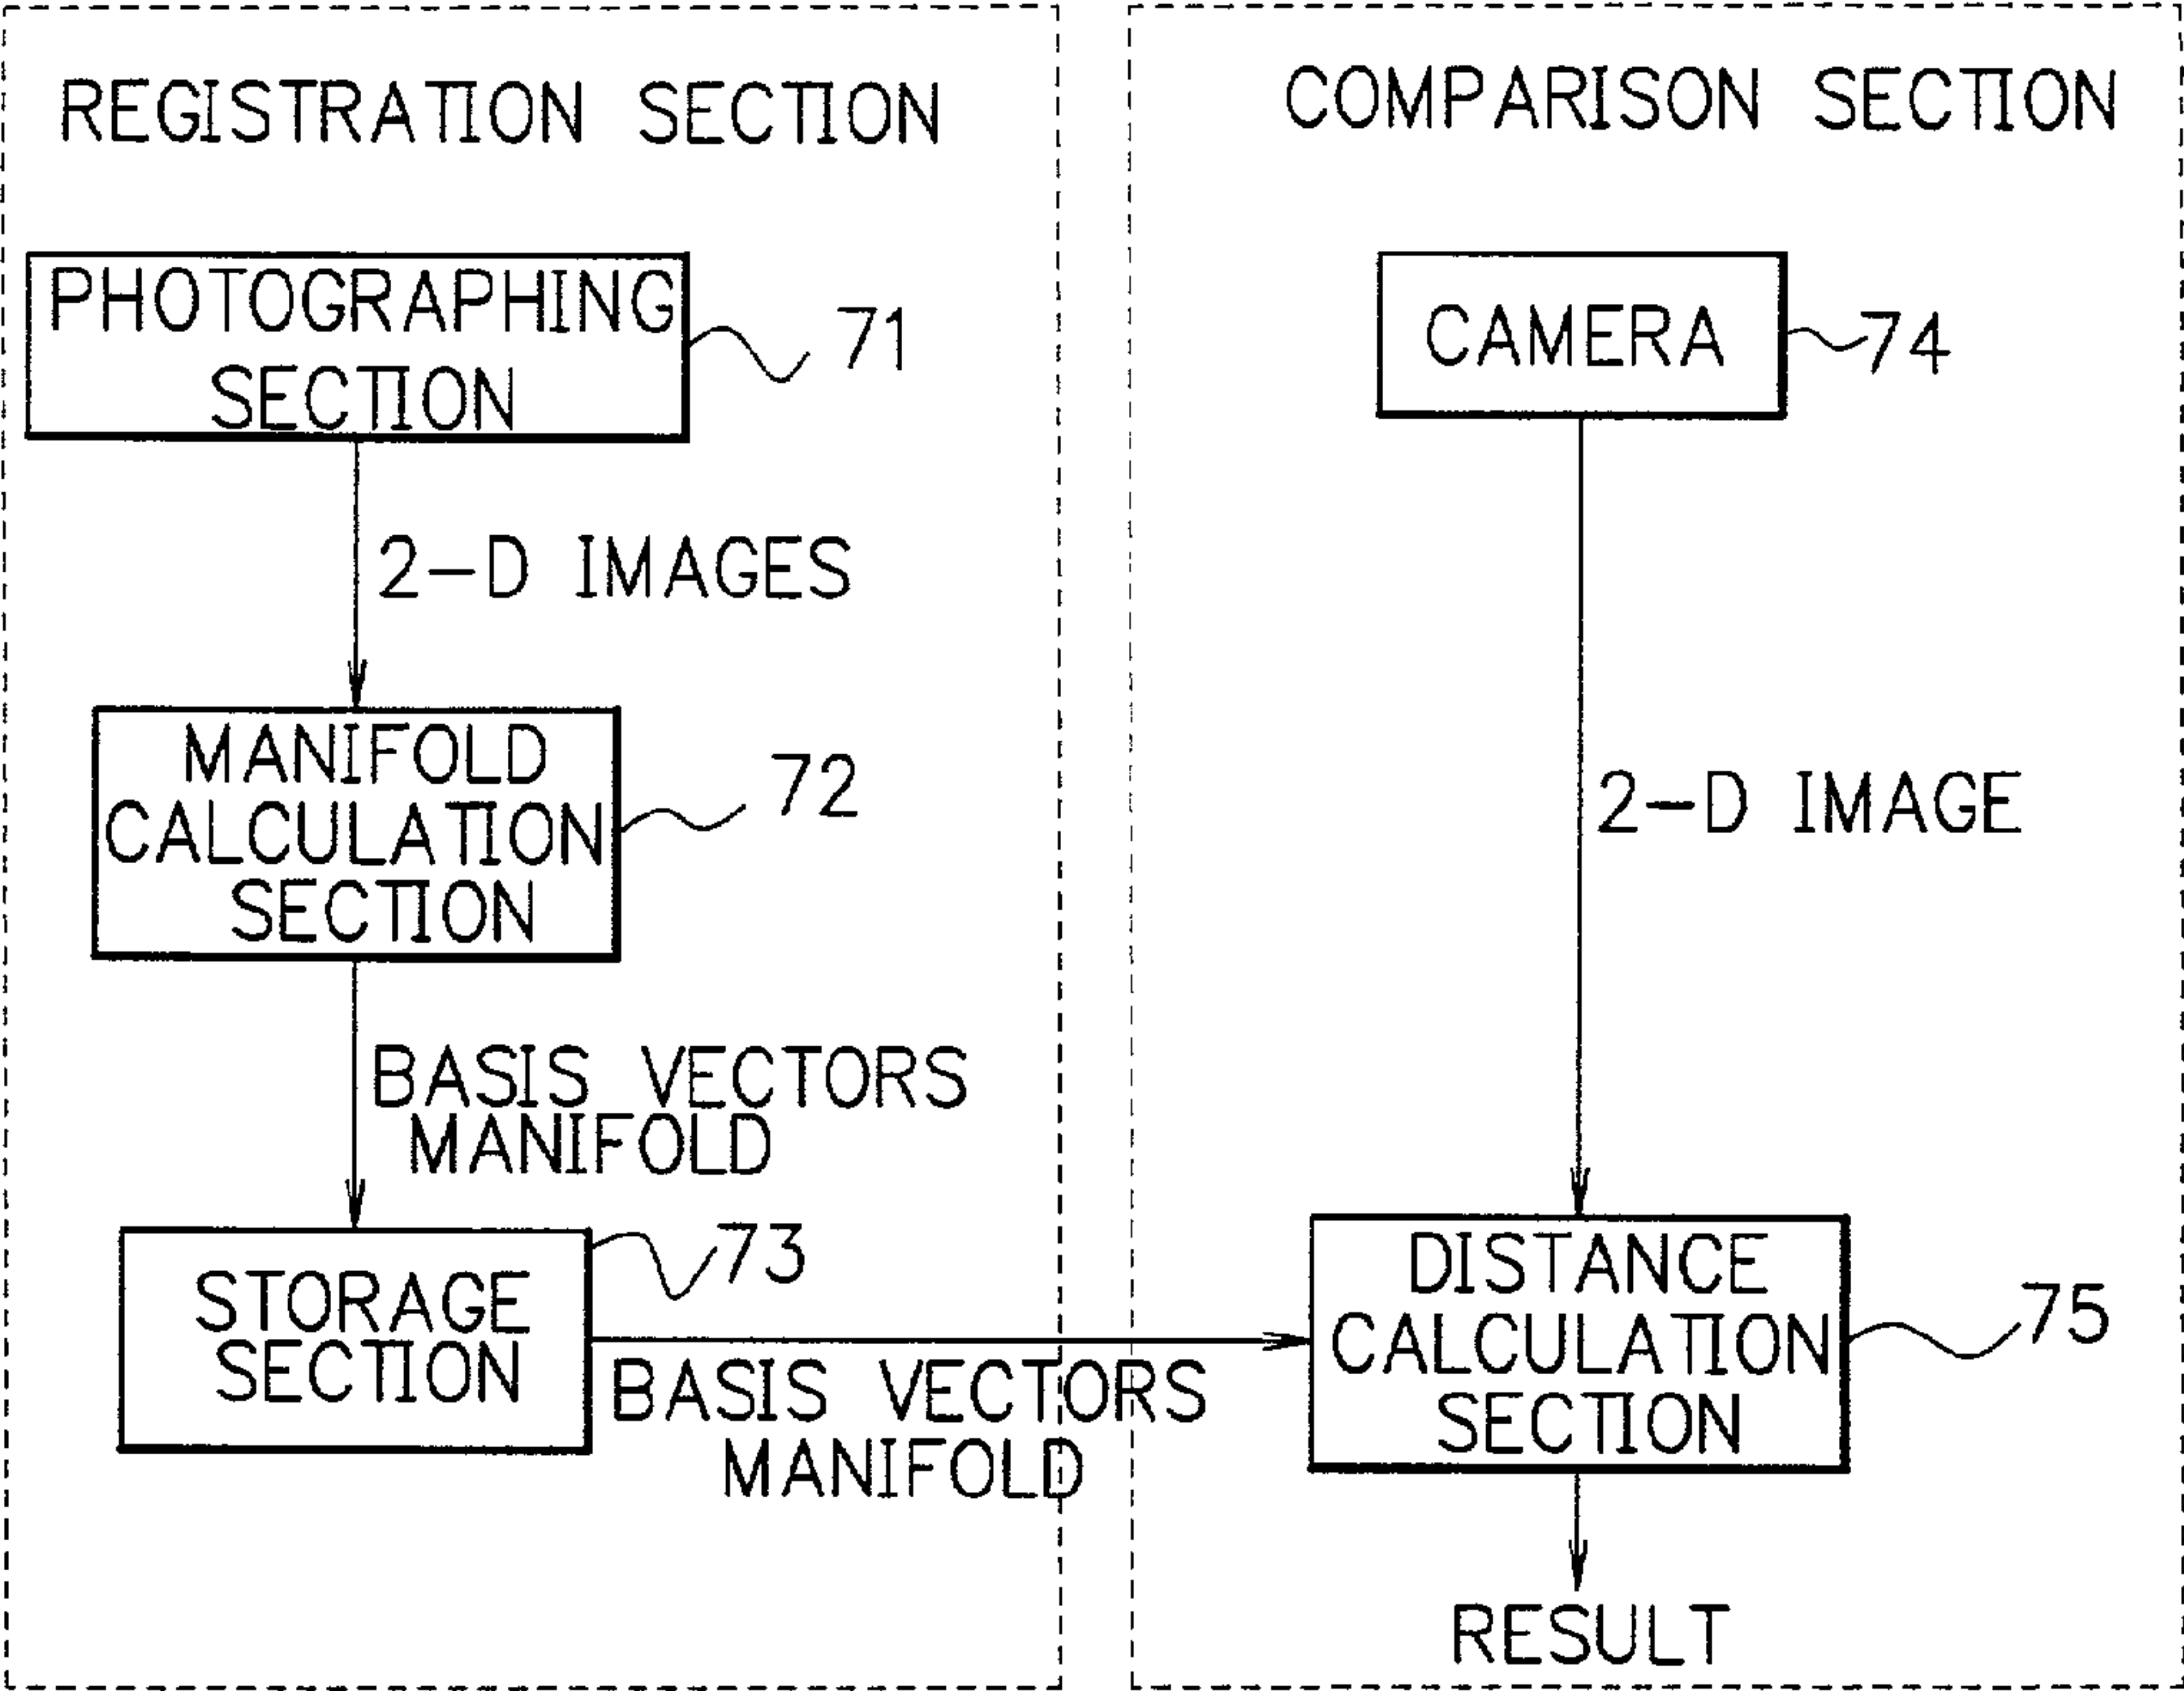 REGISTRATION SECTION
PHOTOGRAPHING
SECTION
71
2-D IMAGES
MANIFOLD
CALCULATION
SECTION
72
BASIS VECTORS
MANIFOLD
STORAGE
SECTION
73
BASIS VECTORS
MANIFOLD
COMPARISON SECTION
CAMERA
74
2-D IMAGE
DISTANCE
CALCULATION
SECTION
75
RESULT